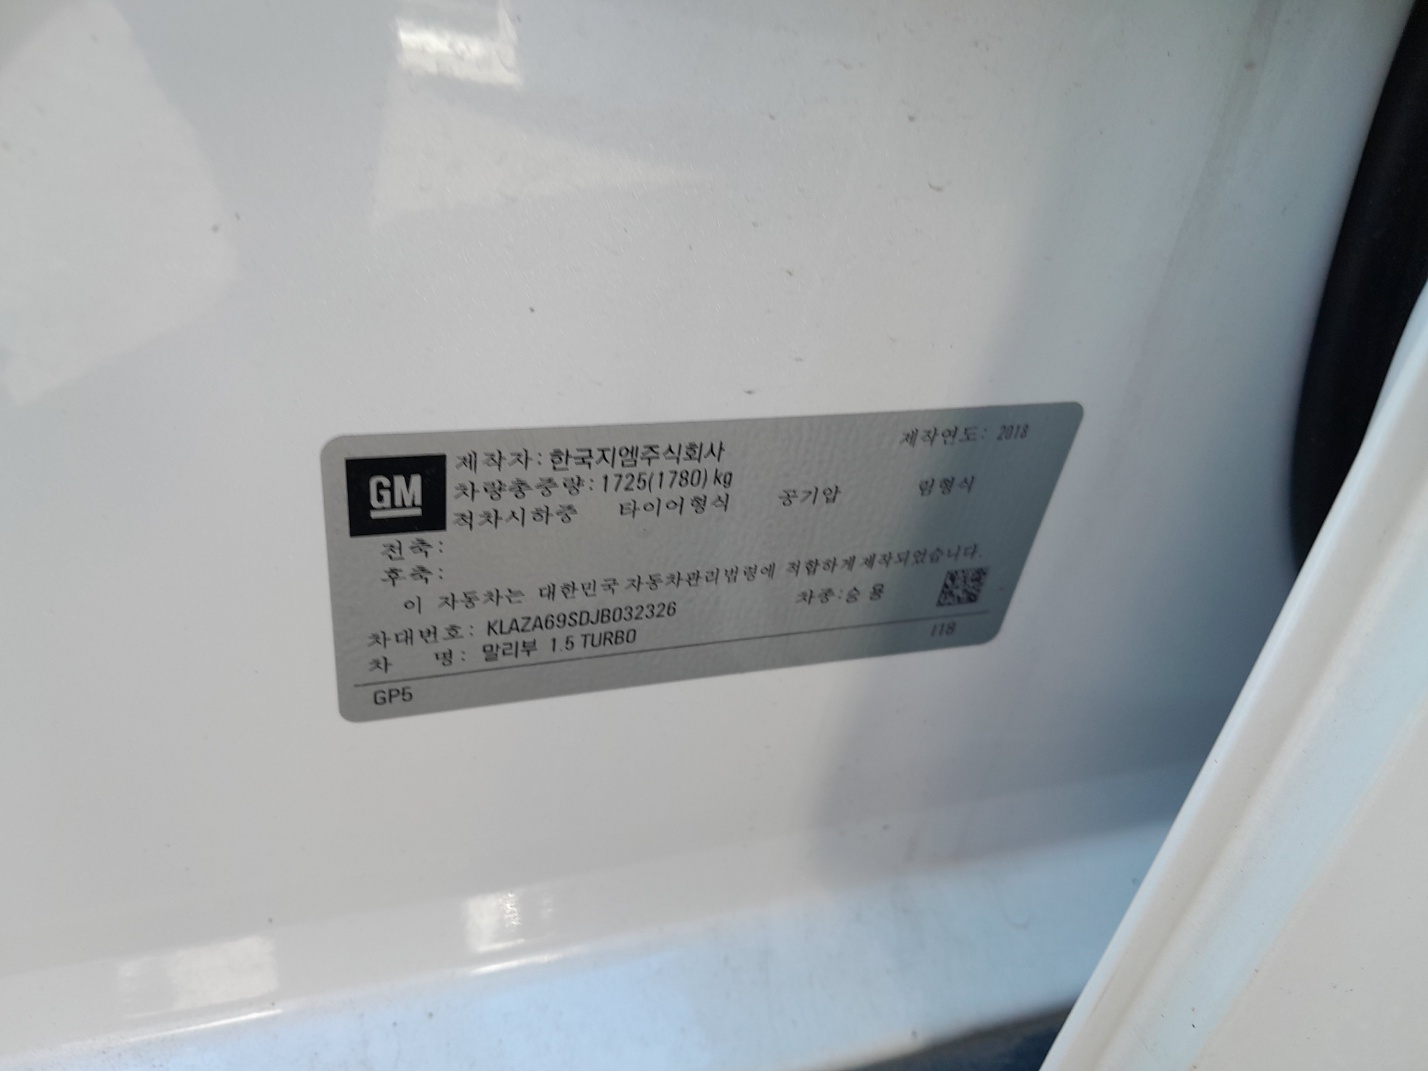 GM
제작자: 한국지엠주식회사 제작연도: 2018
차량총중량: 1725(1780) kg
적차시하중 타이어형식 공기압 림형식
전축:
후축:
이 자동차는 대한민국 자동차관리법령에 적합하게 제작되었습니다.
차대번호: KLAZA69SDJB032326 차종:승 용
차 명: 말리부 1.5 TURBO
GP5 I18